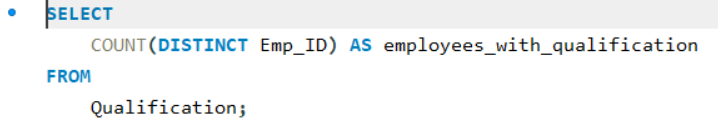 SELECT
COUNT(DISTINCT Emp_ID) AS employees_with_qualification
FROM
Qualification;